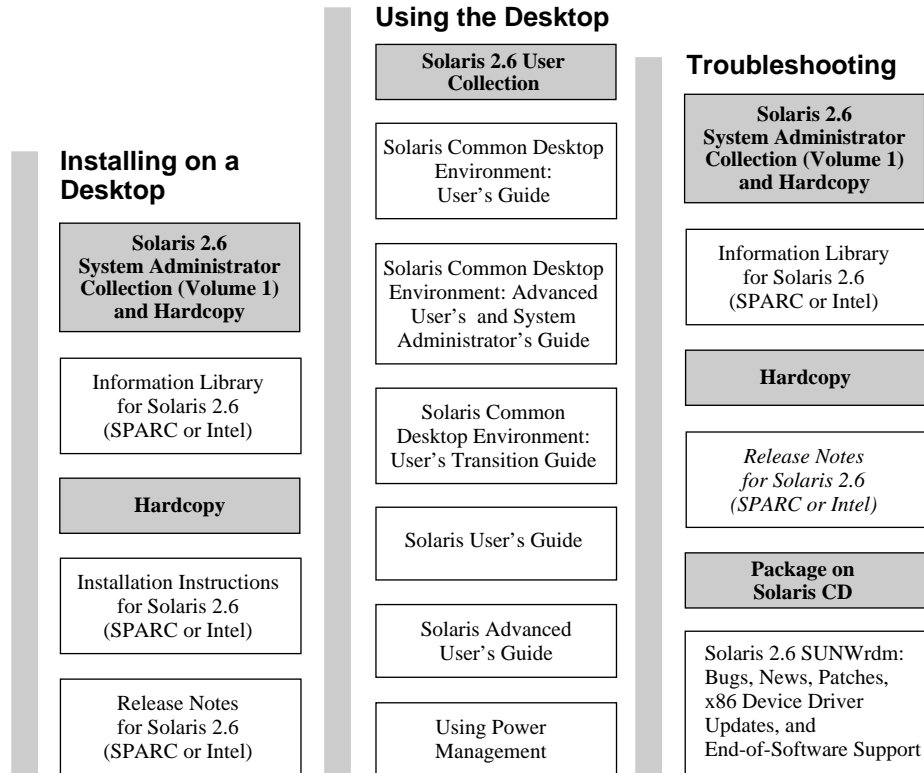 Installing on a
Desktop
Solaris 2.6
System Administrator
Collection (Volume 1)
and Hardcopy
Information Library
for Solaris 2.6
(SPARC or Intel)
Hardcopy
Installation Instructions
for Solaris 2.6
(SPARC or Intel)
Release Notes
for Solaris 2.6
(SPARC or Intel)
Using the Desktop
Solaris 2.6 User
Collection
Solaris Common Desktop
Environment:
User’s Guide
Solaris Common Desktop
Environment: Advanced
User’s and System
Administrator’s Guide
Solaris Common
Desktop Environment:
User’s Transition Guide
Solaris User’s Guide
Solaris Advanced
User’s Guide
Using Power
Management
Troubleshooting
Solaris 2.6
System Administrator
Collection (Volume 1)
and Hardcopy
Information Library
for Solaris 2.6
(SPARC or Intel)
Hardcopy
Release Notes
for Solaris 2.6
(SPARC or Intel)
Package on
Solaris CD
Solaris 2.6 SUNWrdm:
Bugs, News, Patches,
x86 Device Driver
Updates, and
End-of-Software Support